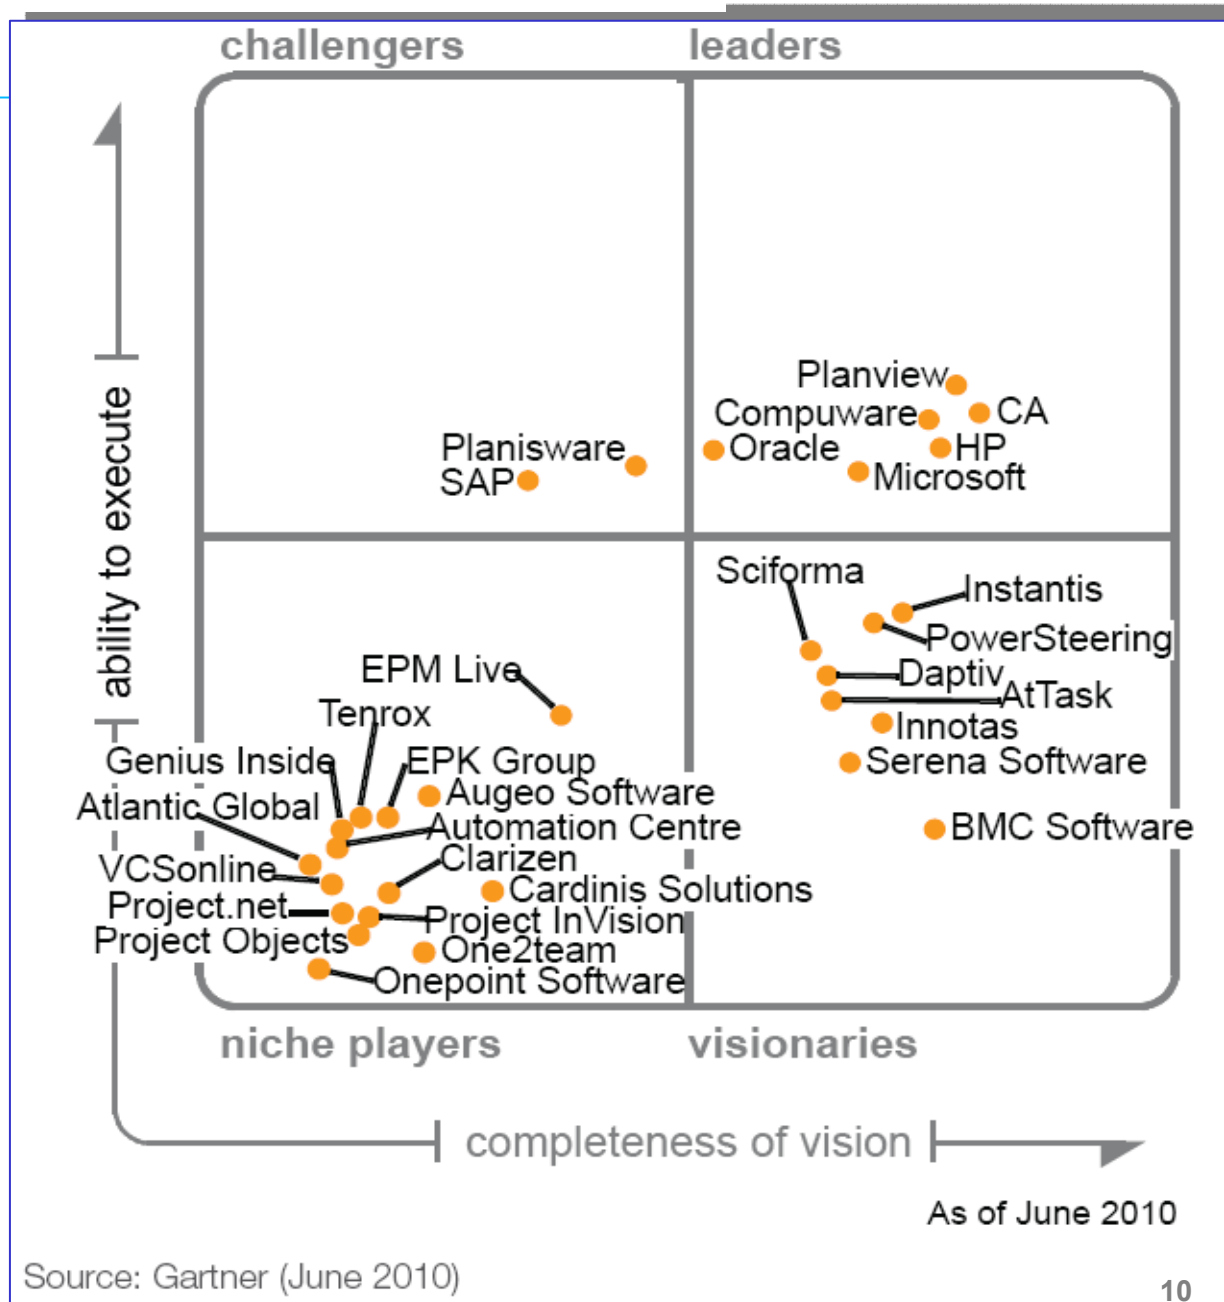 challengers
leaders
ability to execute
Planview
Compuware
CA
Planisware
Oracle
HP
SAP
Microsoft
Sciforma
Instantis
PowerSteering
EPM Live
Daptiv
AtTask
Tenrox
Innotas
Genius Inside
EPK Group
Serena Software
Augeo Software
Atlantic Global
Automation Centre
BMC Software
Clarizen
VCSonline
Cardinis Solutions
Project.net
Project InVision
Project Objects
One2team
Onepoint Software
niche players
visionaries
completeness of vision
As of June 2010
Source: Gartner (June 2010)
10